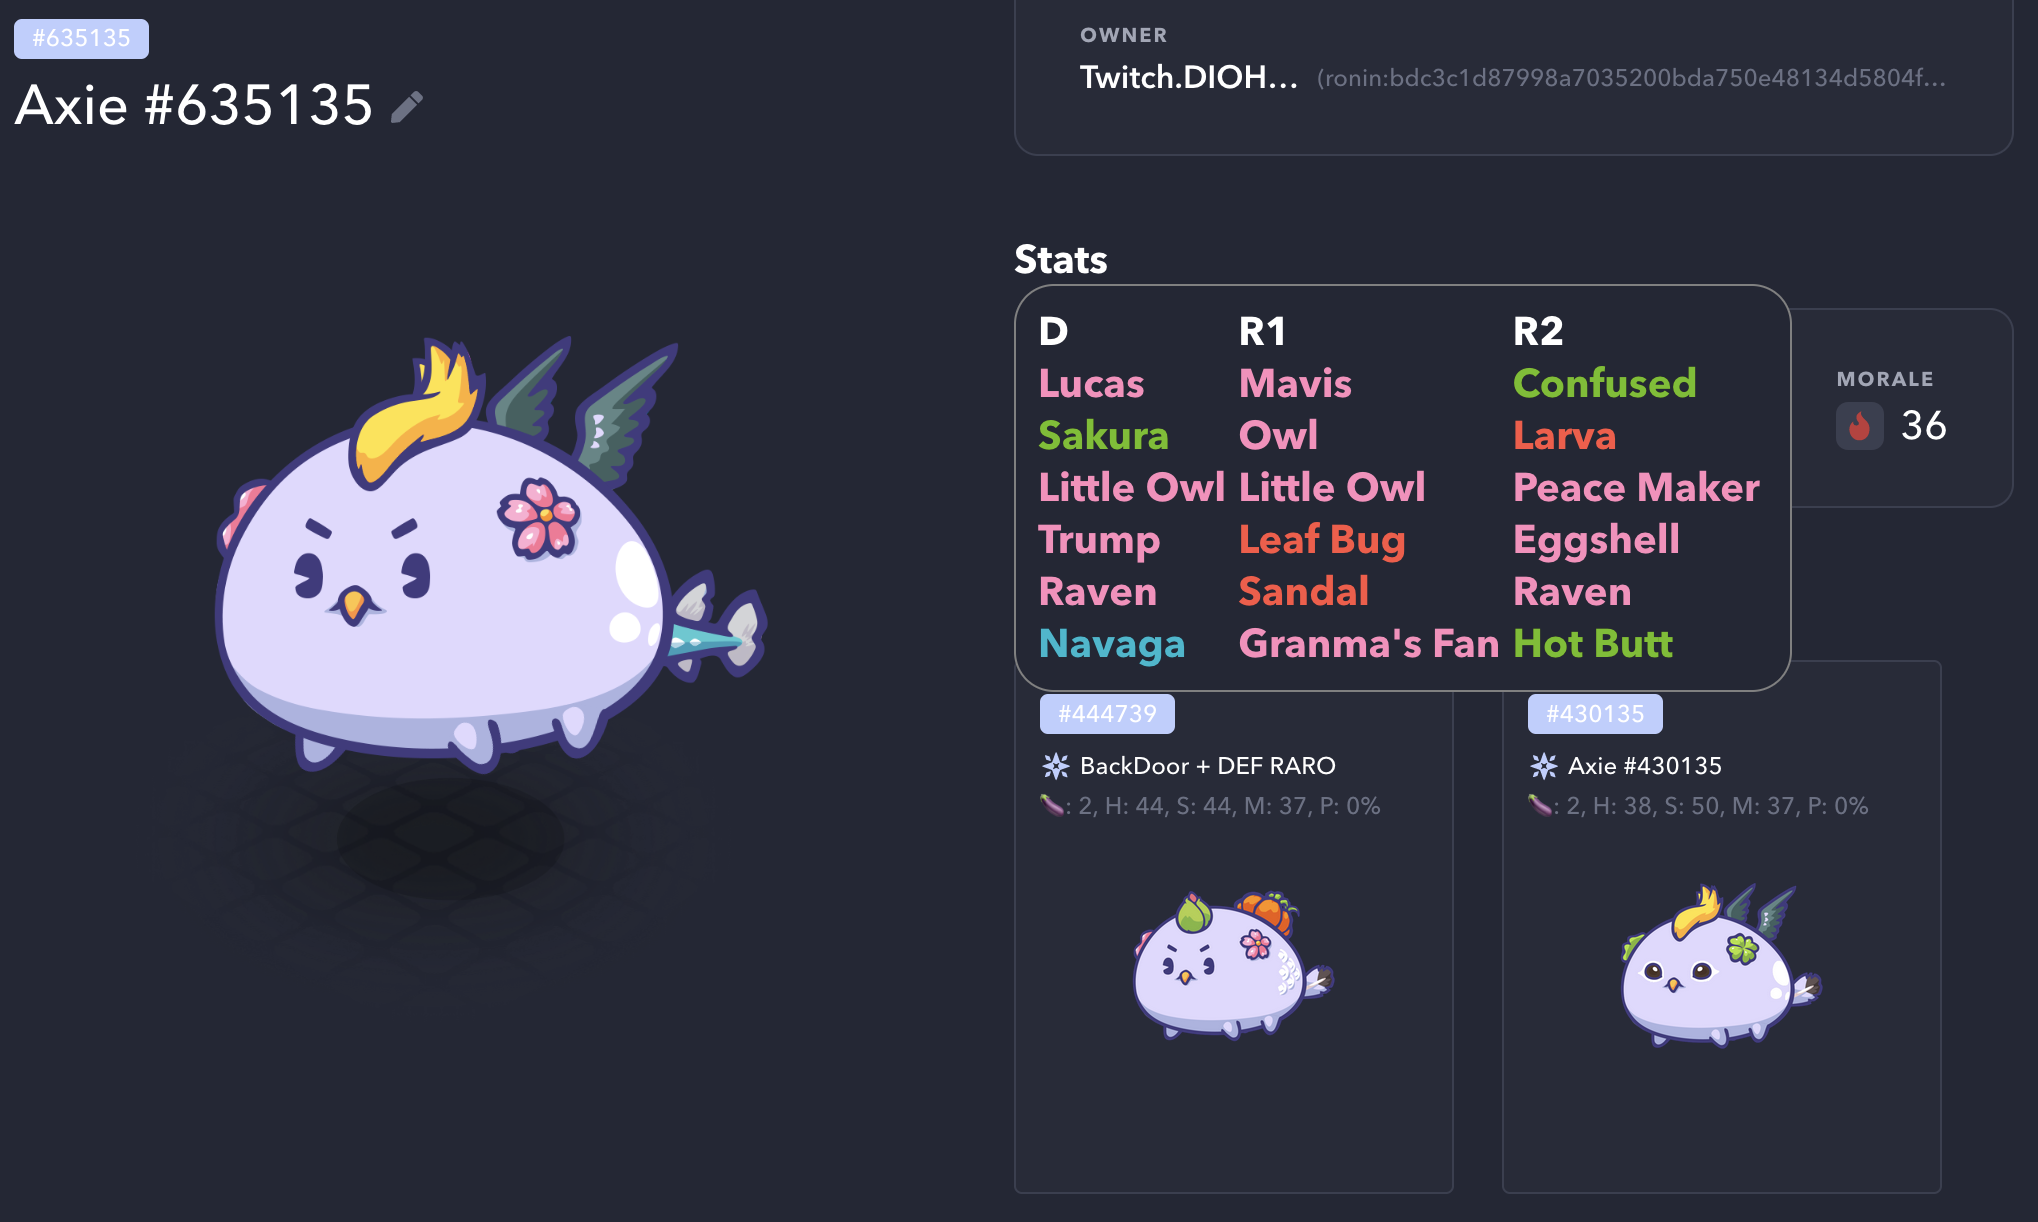 #635135
Axie #635135
OWNER
Twitch.DIOH... (ronin:bdc3c1d87998a7035200bda750e48134d5804f...
Stats
D R1 R2
Lucas Mavis Confused
Sakura Owl Larva
Little Owl Little Owl Peace Maker
Trump Leaf Bug Eggshell
Raven Sandal Raven
Navaga Granma's Fan Hot Butt
MORALE
36
#444739
BackDoor + DEF RARO
🍆: 2, H: 44, S: 44, M: 37, P: 0%
#430135
Axie #430135
🍆: 2, H: 38, S: 50, M: 37, P: 0%